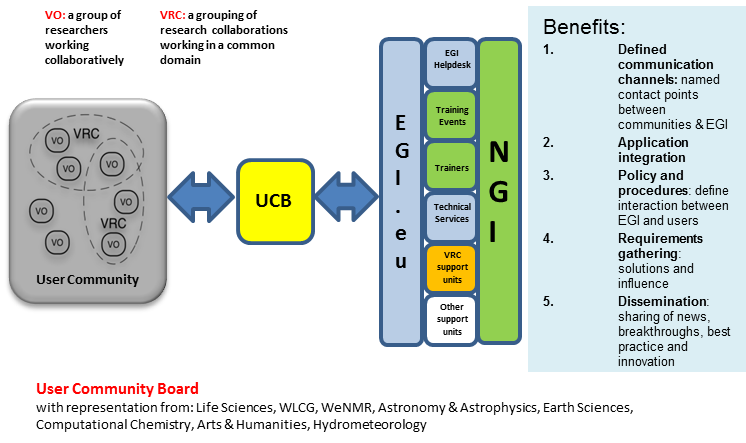 VO: a group of
researchers
working
collaboratively
VRC: a grouping of
research collaborations
working in a common
domain
VO
VRC
VO
VO
VO
VO
VRC
VO
VO
User Community
UCB
EGI.eu
EGI
Helpdesk
Training
Events
Trainers
Technical
Services
VRC
support
units
Other
support
units
NGI
Benefits:
1. Defined
communication
channels: named
contact points
between
communities & EGI
2. Application
integration
3. Policy and
procedures: define
interaction between
EGI and users
4. Requirements
gathering:
solutions and
influence
5. Dissemination:
sharing of news,
breakthroughs, best
practice and
innovation
User Community Board
with representation from: Life Sciences, WLCG, WeNMR, Astronomy & Astrophysics, Earth Sciences,
Computational Chemistry, Arts & Humanities, Hydrometeorology